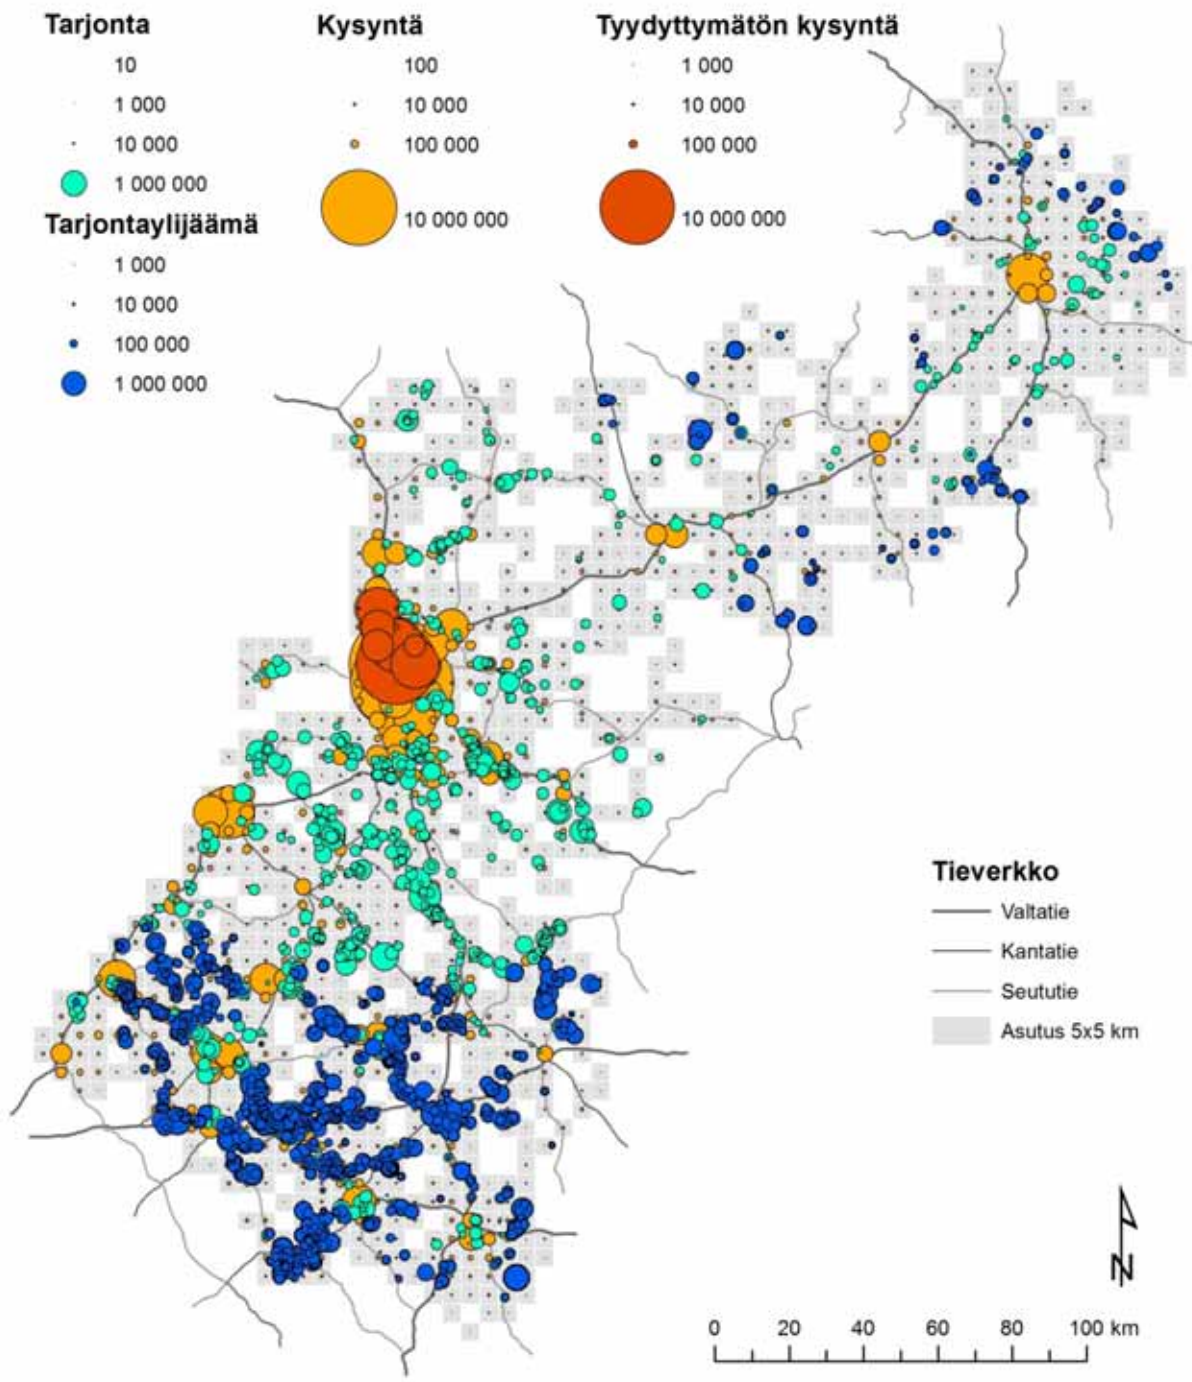 Tarjonta
10
1 000
10 000
1 000 000
Tarjontaylijäämä
1 000
10 000
100 000
1 000 000
Kysyntä
100
10 000
100 000
10 000 000
Tyydyttymätön kysyntä
1 000
10 000
100 000
10 000 000
Tieverkko
Valtatie
Kantatie
Seututie
Asutus 5x5 km
N
0 20 40 60 80 100 km